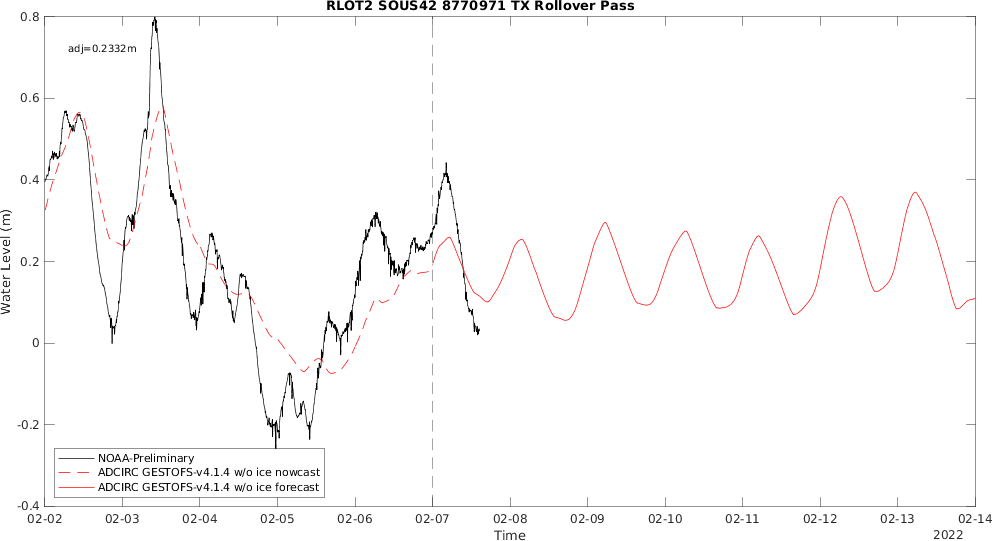 RLOT2 SOUS42 8770971 TX Rollover Pass
adj=0.2332m
0.8
0.6
0.4
0.2
0
-0.2
-0.4
Water Level (m)
NOAA-Preliminary
ADCIRC GESTOFS-v4.1.4 w/o ice nowcast
ADCIRC GESTOFS-v4.1.4 w/o ice forecast
02-02 02-03 02-04 02-05 02-06 02-07 02-08 02-09 02-10 02-11 02-12 02-13 02-14
Time
2022